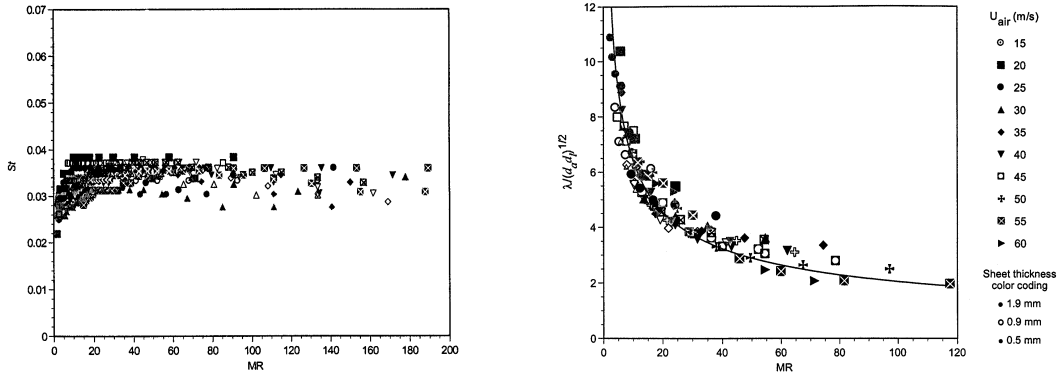 St
0.07
0.06
0.05
0.04
0.03
0.02
0.01
0
0 20 40 60 80 100 120 140 160 180 200
MR
λ/(dₐdₗ)^1/2
12
10
8
6
4
2
0
0 20 40 60 80 100 120
MR
U air (m/s)
15
20
25
30
35
40
45
50
55
60
Sheet thickness
color coding
1.9 mm
0.9 mm
0.5 mm